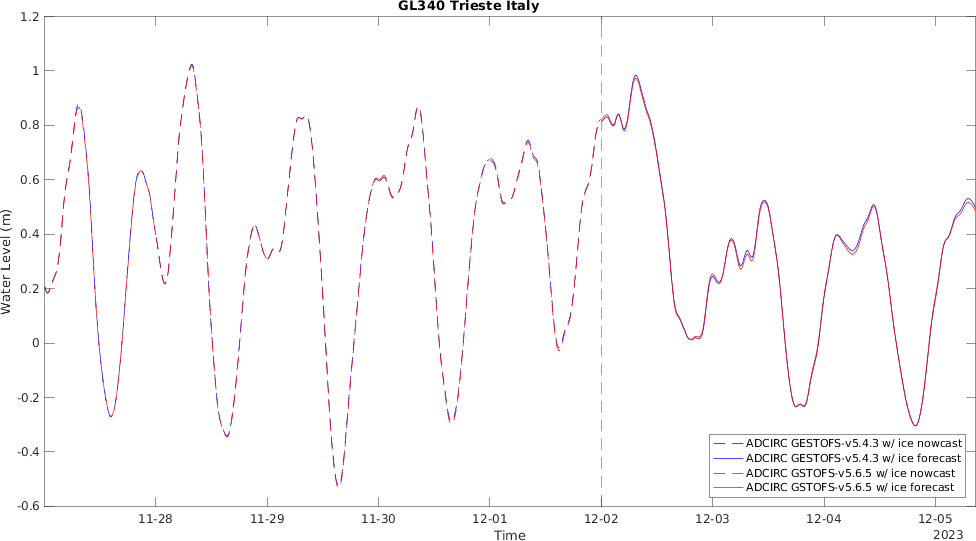 GL340 Trieste Italy
1.2
1
0.8
0.6
0.4
0.2
0
-0.2
-0.4
-0.6
Water Level (m)
ADCIRC GESTOFS-v5.4.3 w/ ice nowcast
ADCIRC GESTOFS-v5.4.3 w/ ice forecast
ADCIRC GSTOFS-v5.6.5 w/ ice nowcast
ADCIRC GSTOFS-v5.6.5 w/ ice forecast
11-28 11-29 11-30 12-01 12-02 12-03 12-04 12-05
Time
2023